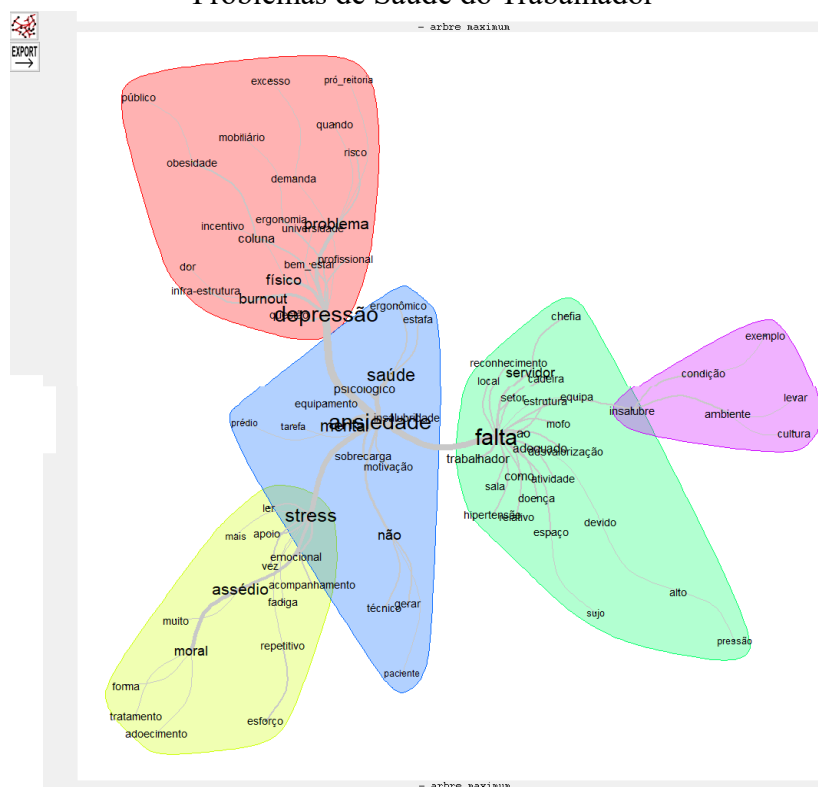 Problemas de Saúde do Trabalhador
- arbre maximum
EXPORT
excesso
pró_reitoria
público
quando
mobiliário
risco
obesidade
demanda
ergonomia
problema
incentivo
universidade
coluna
profissional
bem_estar
dor
físico
infra-estrutura
burnout
depressão
ergonômico
estafa
saúde
psicologico
equipamento
insalubridade
prédio
tarefa
mental
ansiedade
sobrecarga
motivação
não
técnico
gerar
paciente
chefia
reconhecimento
servidor
local
cadeira
setor
estrutura
equipa
mofo
falta
ao
adequado
desvalorização
trabalhador
como
atividade
sala
doença
hipertensão
relativo
espaço
devido
alto
sujo
pressão
exemplo
condição
levar
insalubre
ambiente
cultura
ler
stress
mais
apoio
emocional
vez
assédio
acompanhamento
fadiga
muito
repetitivo
moral
forma
tratamento
esforço
adoecimento
- arbre maximum